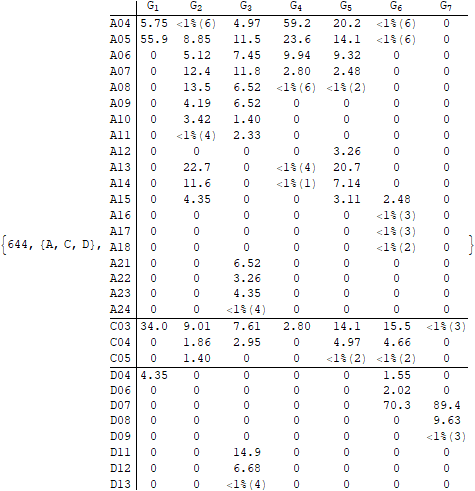 G1 G2 G3 G4 G5 G6 G7
A04 5.75 <1%(6) 4.97 59.2 20.2 <1%(6) 0
A05 55.9 8.85 11.5 23.6 14.1 <1%(6) 0
A06 0 5.12 7.45 9.94 9.32 0 0
A07 0 12.4 11.8 2.80 2.48 0 0
A08 0 13.5 6.52 <1%(6) <1%(2) 0 0
A09 0 4.19 6.52 0 0 0 0
A10 0 3.42 1.40 0 0 0 0
A11 0 <1%(4) 2.33 0 0 0 0
A12 0 0 0 0 3.26 0 0
A13 0 22.7 0 <1%(4) 20.7 0 0
A14 0 11.6 0 <1%(1) 7.14 0 0
A15 0 4.35 0 0 3.11 2.48 0
A16 0 0 0 0 0 <1%(3) 0
A17 0 0 0 0 0 <1%(3) 0
{644, {A, C, D}, A18 0 0 0 0 0 <1%(2) 0 }
A21 0 0 6.52 0 0 0 0
A22 0 0 3.26 0 0 0 0
A23 0 0 4.35 0 0 0 0
A24 0 0 <1%(4) 0 0 0 0
C03 34.0 9.01 7.61 2.80 14.1 15.5 <1%(3)
C04 0 1.86 2.95 0 4.97 4.66 0
C05 0 1.40 0 0 <1%(2) <1%(2) 0
D04 4.35 0 0 0 0 1.55 0
D06 0 0 0 0 0 2.02 0
D07 0 0 0 0 0 70.3 89.4
D08 0 0 0 0 0 0 9.63
D09 0 0 0 0 0 0 <1%(3)
D11 0 0 14.9 0 0 0 0
D12 0 0 6.68 0 0 0 0
D13 0 0 <1%(4) 0 0 0 0